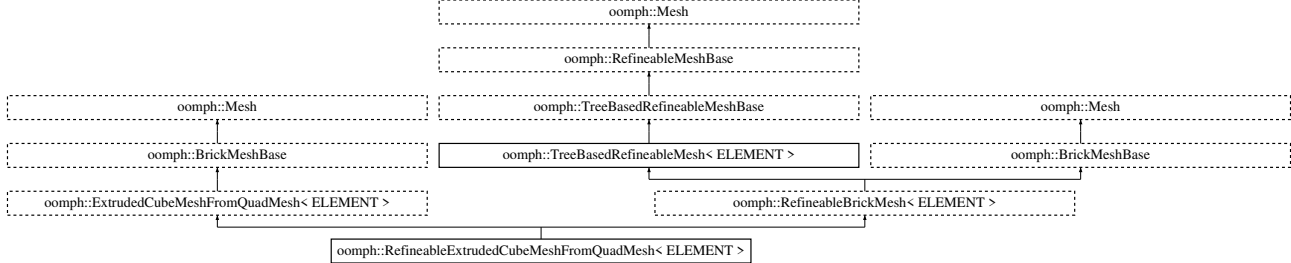 oomph::Mesh
oomph::RefineableMeshBase
oomph::Mesh
oomph::TreeBasedRefineableMeshBase
oomph::Mesh
oomph::BrickMeshBase
oomph::TreeBasedRefineableMesh< ELEMENT >
oomph::BrickMeshBase
oomph::ExtrudedCubeMeshFromQuadMesh< ELEMENT >
oomph::RefineableBrickMesh< ELEMENT >
oomph::RefineableExtrudedCubeMeshFromQuadMesh< ELEMENT >